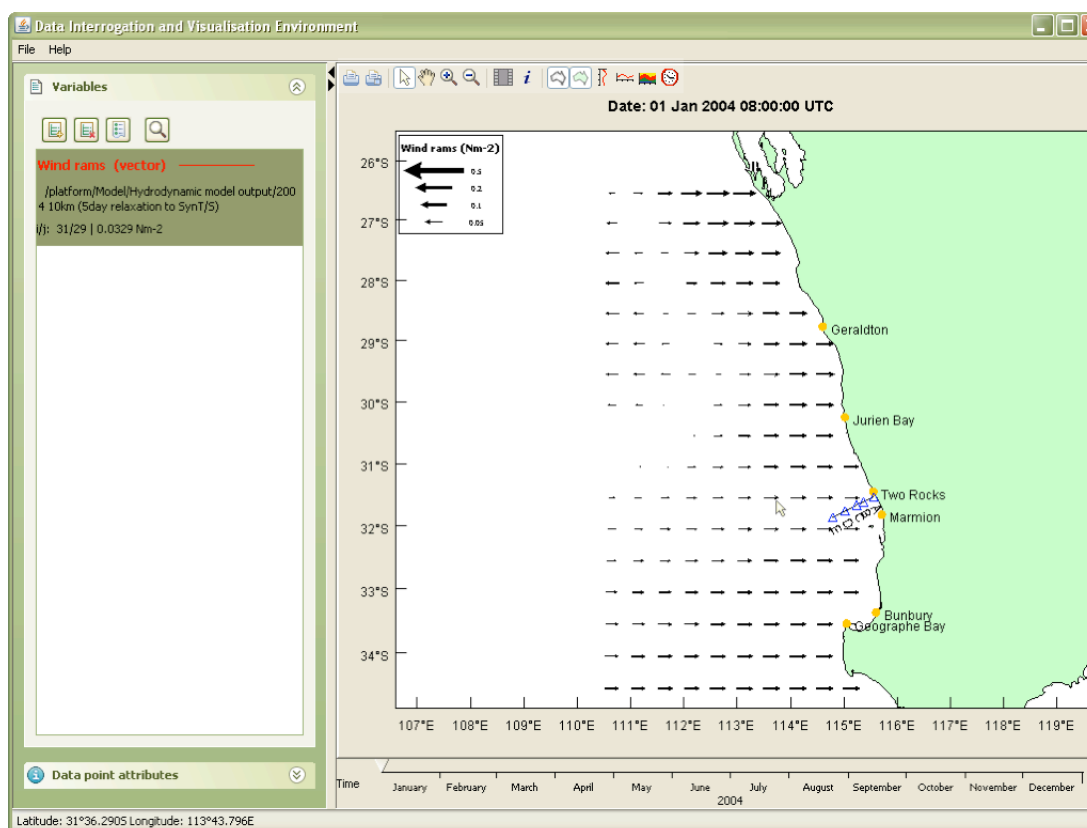 Data Interrogation and Visualisation Environment
File Help
Variables
Wind rams (vector)
/platform/Model/Hydrodynamic model output/200
4 10km (5day relaxation to SynT/S)
i/j: 31/29 | 0.0329 Nm-2
Data point attributes
Date: 01 Jan 2004 08:00:00 UTC
Wind rams (Nm-2)
0.5
0.2
0.1
0.05
26°S
27°S
28°S
29°S
30°S
31°S
32°S
33°S
34°S
Geraldton
Jurien Bay
Two Rocks
Marmion
A B C D E
Bunbury
Geographe Bay
107°E 108°E 109°E 110°E 111°E 112°E 113°E 114°E 115°E 116°E 117°E 118°E 119°E
Time
January February March April May June July August September October November December
2004
Latitude: 31°36.290S Longitude: 113°43.796E